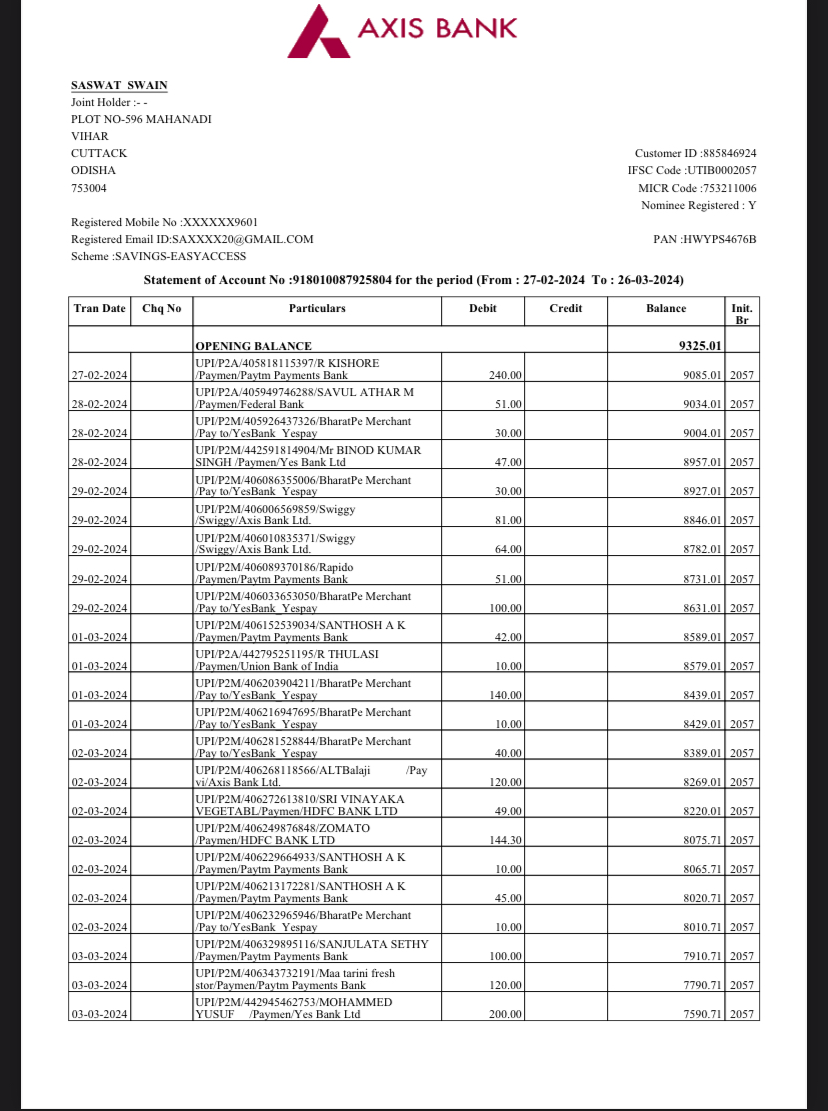 AXIS BANK
SASWAT SWAIN
Joint Holder :- -
PLOT NO-596 MAHANADI
VIHAR
CUTTACK
ODISHA
753004
Customer ID :885846924
IFSC Code :UTIB0002057
MICR Code :753211006
Nominee Registered : Y
Registered Mobile No :XXXXXX9601
Registered Email ID:SAXXXX20@GMAIL.COM
PAN :HWYPS4676B
Scheme :SAVINGS-EASYACCESS
Statement of Account No :918010087925804 for the period (From : 27-02-2024 To : 26-03-2024)
Tran Date Chq No Particulars Debit Credit Balance Init.
Br
OPENING BALANCE 9325.01
UPI/P2A/405818115397/R KISHORE
27-02-2024 /Paymen/Paytm Payments Bank 240.00 9085.01 2057
UPI/P2A/405949746288/SAVUL ATHAR M
28-02-2024 /Paymen/Federal Bank 51.00 9034.01 2057
UPI/P2M/405926437326/BharatPe Merchant
28-02-2024 /Pay to/YesBank_Yespay 30.00 9004.01 2057
UPI/P2M/442591814904/Mr BINOD KUMAR
28-02-2024 SINGH /Paymen/Yes Bank Ltd 47.00 8957.01 2057
UPI/P2M/406086355006/BharatPe Merchant
29-02-2024 /Pay to/YesBank_Yespay 30.00 8927.01 2057
UPI/P2M/406006569859/Swiggy
29-02-2024 /Swiggy/Axis Bank Ltd. 81.00 8846.01 2057
UPI/P2M/406010835371/Swiggy
29-02-2024 /Swiggy/Axis Bank Ltd. 64.00 8782.01 2057
UPI/P2M/406089370186/Rapido
29-02-2024 /Paymen/Paytm Payments Bank 51.00 8731.01 2057
UPI/P2M/406033653050/BharatPe Merchant
29-02-2024 /Pay to/YesBank_Yespay 100.00 8631.01 2057
UPI/P2M/406152539034/SANTHOSH A K
01-03-2024 /Paymen/Paytm Payments Bank 42.00 8589.01 2057
UPI/P2A/442795251195/R THULASI
01-03-2024 /Paymen/Union Bank of India 10.00 8579.01 2057
UPI/P2M/406203904211/BharatPe Merchant
01-03-2024 /Pay to/YesBank_Yespay 140.00 8439.01 2057
UPI/P2M/406216947695/BharatPe Merchant
01-03-2024 /Pay to/YesBank_Yespay 10.00 8429.01 2057
UPI/P2M/406281528844/BharatPe Merchant
02-03-2024 /Pay to/YesBank_Yespay 40.00 8389.01 2057
UPI/P2M/406268118566/ALTBalaji /Pay
02-03-2024 vi/Axis Bank Ltd. 120.00 8269.01 2057
UPI/P2M/406272613810/SRI VINAYAKA
02-03-2024 VEGETABL/Paymen/HDFC BANK LTD 49.00 8220.01 2057
UPI/P2M/406249876848/ZOMATO
02-03-2024 /Paymen/HDFC BANK LTD 144.30 8075.71 2057
UPI/P2M/406229664933/SANTHOSH A K
02-03-2024 /Paymen/Paytm Payments Bank 10.00 8065.71 2057
UPI/P2M/406213172281/SANTHOSH A K
02-03-2024 /Paymen/Paytm Payments Bank 45.00 8020.71 2057
UPI/P2M/406232965946/BharatPe Merchant
02-03-2024 /Pay to/YesBank_Yespay 10.00 8010.71 2057
UPI/P2M/406329895116/SANJULATA SETHY
03-03-2024 /Paymen/Paytm Payments Bank 100.00 7910.71 2057
UPI/P2M/406343732191/Maa tarini fresh
03-03-2024 stor/Paymen/Paytm Payments Bank 120.00 7790.71 2057
UPI/P2M/442945462753/MOHAMMED
03-03-2024 YUSUF /Paymen/Yes Bank Ltd 200.00 7590.71 2057